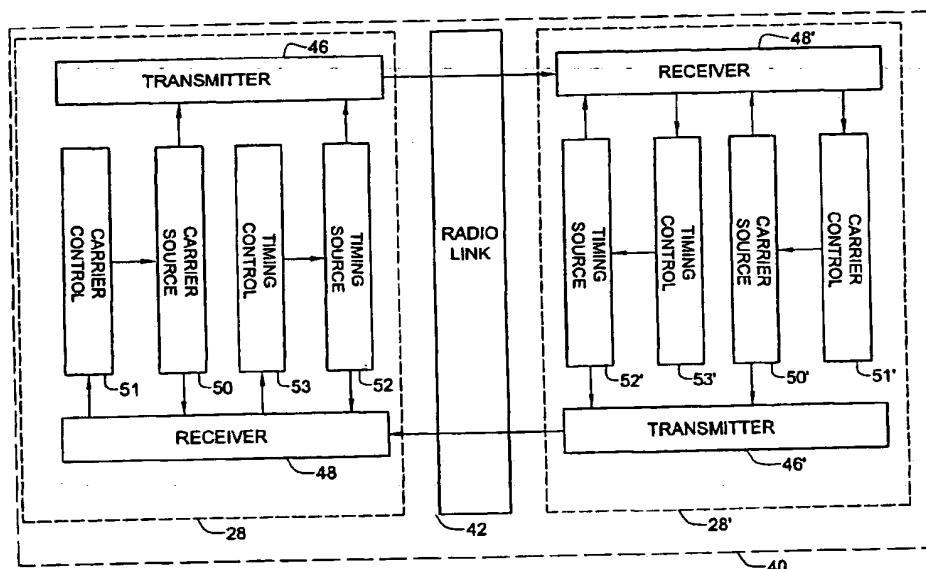 46
TRANSMITTER
48'
RECEIVER
CARRIER
CONTROL
CARRIER
SOURCE
TIMING
CONTROL
TIMING
SOURCE
RADIO
LINK
TIMING
SOURCE
TIMING
CONTROL
CARRIER
SOURCE
CARRIER
CONTROL
51
50
53
52
52'
53'
50'
51'
RECEIVER
48
TRANSMITTER
46'
28
42
28'
40